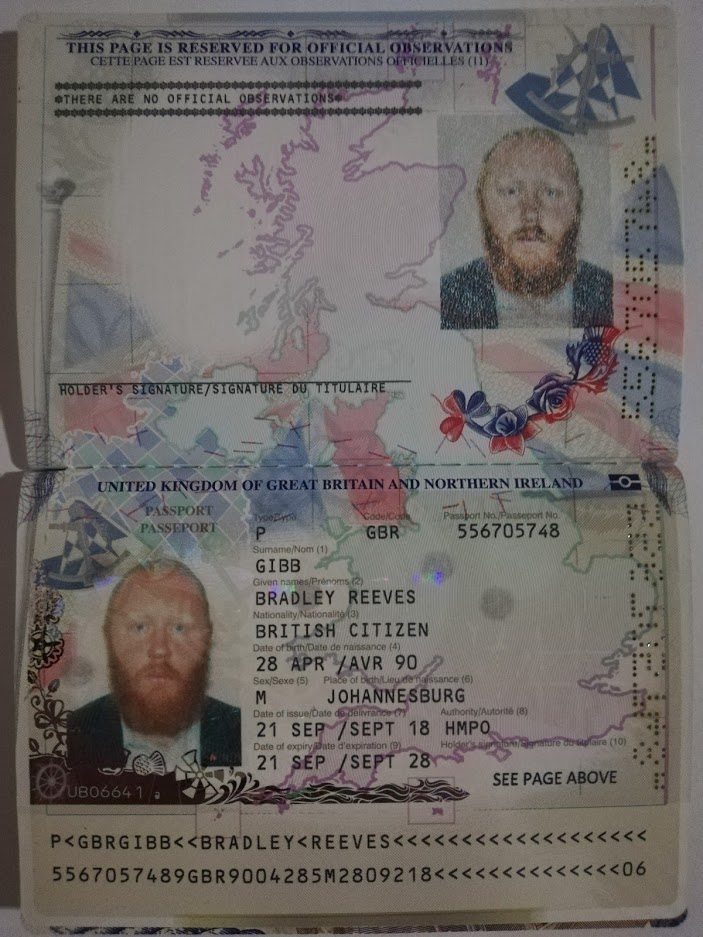 THIS PAGE IS RESERVED FOR OFFICIAL OBSERVATIONS
CETTE PAGE EST RESERVEE AUX OBSERVATIONS OFFICIELLES (11)
*THERE ARE NO OFFICIAL OBSERVATIONS*
HOLDER'S SIGNATURE/SIGNATURE DU TITULAIRE
UNITED KINGDOM OF GREAT BRITAIN AND NORTHERN IRELAND
PASSPORT
PASSEPORT
Type/Type Code/Code Passport No./Passeport No.
P GBR 556705748
Surname/Nom (1)
GIBB
Given names/Prénoms (2)
BRADLEY REEVES
Nationality/Nationalité (3)
BRITISH CITIZEN
Date of birth/Date de naissance (4)
28 APR /AVR 90
Sex/Sexe (5) Place of birth/Lieu de naissance (6)
M JOHANNESBURG
Date of issue/Date de délivrance (7) Authority/Autorité (8)
21 SEP /SEPT 18 HMPO
Date of expiry/Date d'expiration (9) Holder's signature/Signature du titulaire (10)
21 SEP /SEPT 28
SEE PAGE ABOVE
UB06641
P<GBRGIBB<<BRADLEY<REEVES<<<<<<<<<<<<<<<<<<<
5567057489GBR9004285M2809218<<<<<<<<<<<<<<06